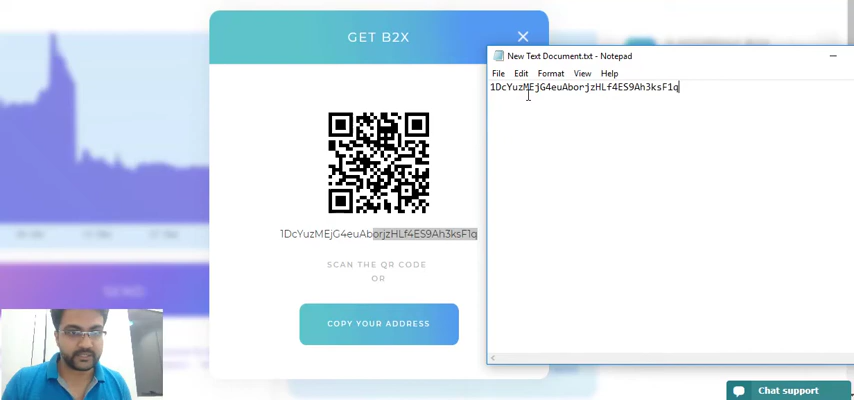 GET B2X
1DcYuzMEjG4euAborjzHLf4ES9Ah3ksF1q
SCAN THE QR CODE
OR
COPY YOUR ADDRESS
New Text Document.txt - Notepad
File Edit Format View Help
1DcYuzMEjG4euAborjzHLf4ES9Ah3ksF1q
SEND
Chat support